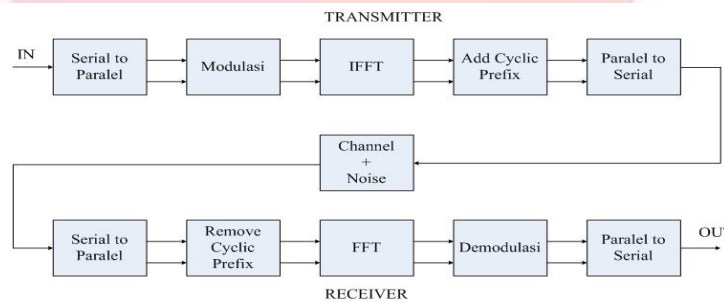 TRANSMITTER
IN
Serial to
Paralel
Modulasi
IFFT
Add Cyclic
Prefix
Paralel to
Serial
Channel
+
Noise
Serial to
Paralel
Remove
Cyclic
Prefix
FFT
Demodulasi
Paralel to
Serial
OUT
RECEIVER